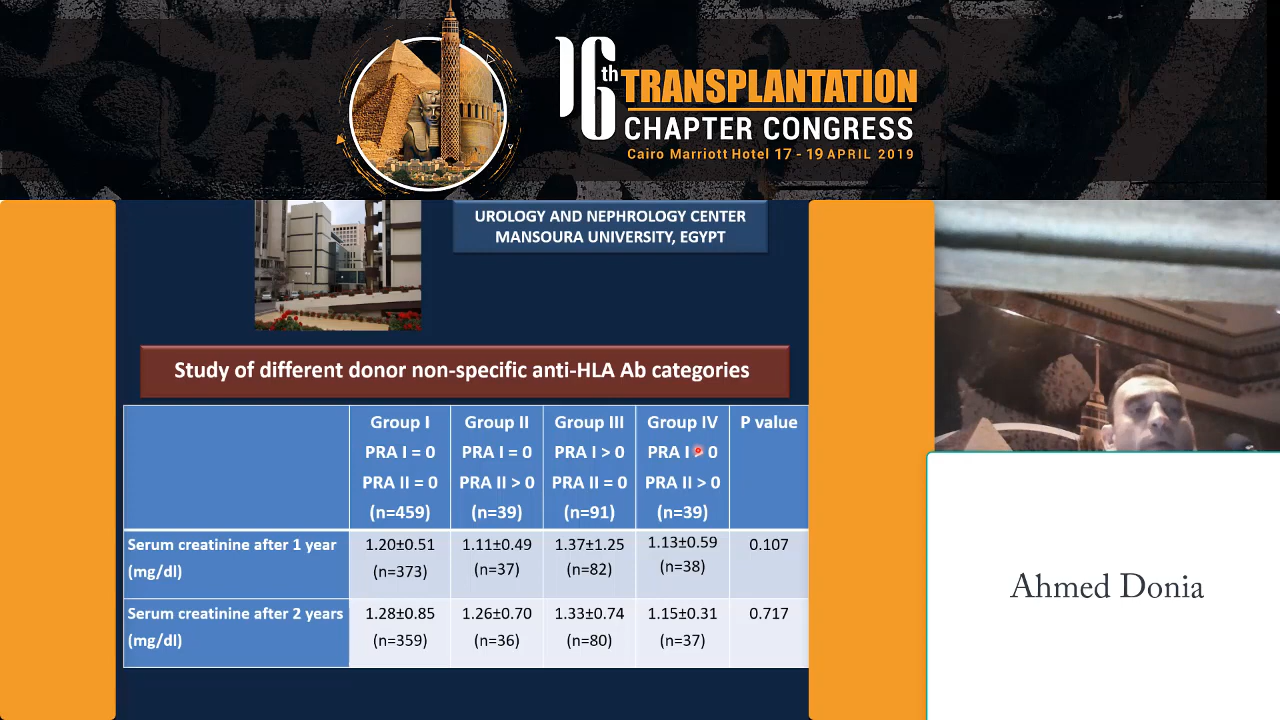 16th TRANSPLANTATION
CHAPTER CONGRESS
Cairo Marriott Hotel 17 - 19 APRIL 2019
UROLOGY AND NEPHROLOGY CENTER
MANSOURA UNIVERSITY, EGYPT
Study of different donor non-specific anti-HLA Ab categories
Group I Group II Group III Group IV P value
PRA I = 0 PRA I = 0 PRA I > 0 PRA I > 0
PRA II = 0 PRA II > 0 PRA II = 0 PRA II > 0
(n=459) (n=39) (n=91) (n=39)
Serum creatinine after 1 year 1.20±0.51 1.11±0.49 1.37±1.25 1.13±0.59 0.107
(mg/dl) (n=373) (n=37) (n=82) (n=38)
Serum creatinine after 2 years 1.28±0.85 1.26±0.70 1.33±0.74 1.15±0.31 0.717
(mg/dl) (n=359) (n=36) (n=80) (n=37)
Ahmed Donia